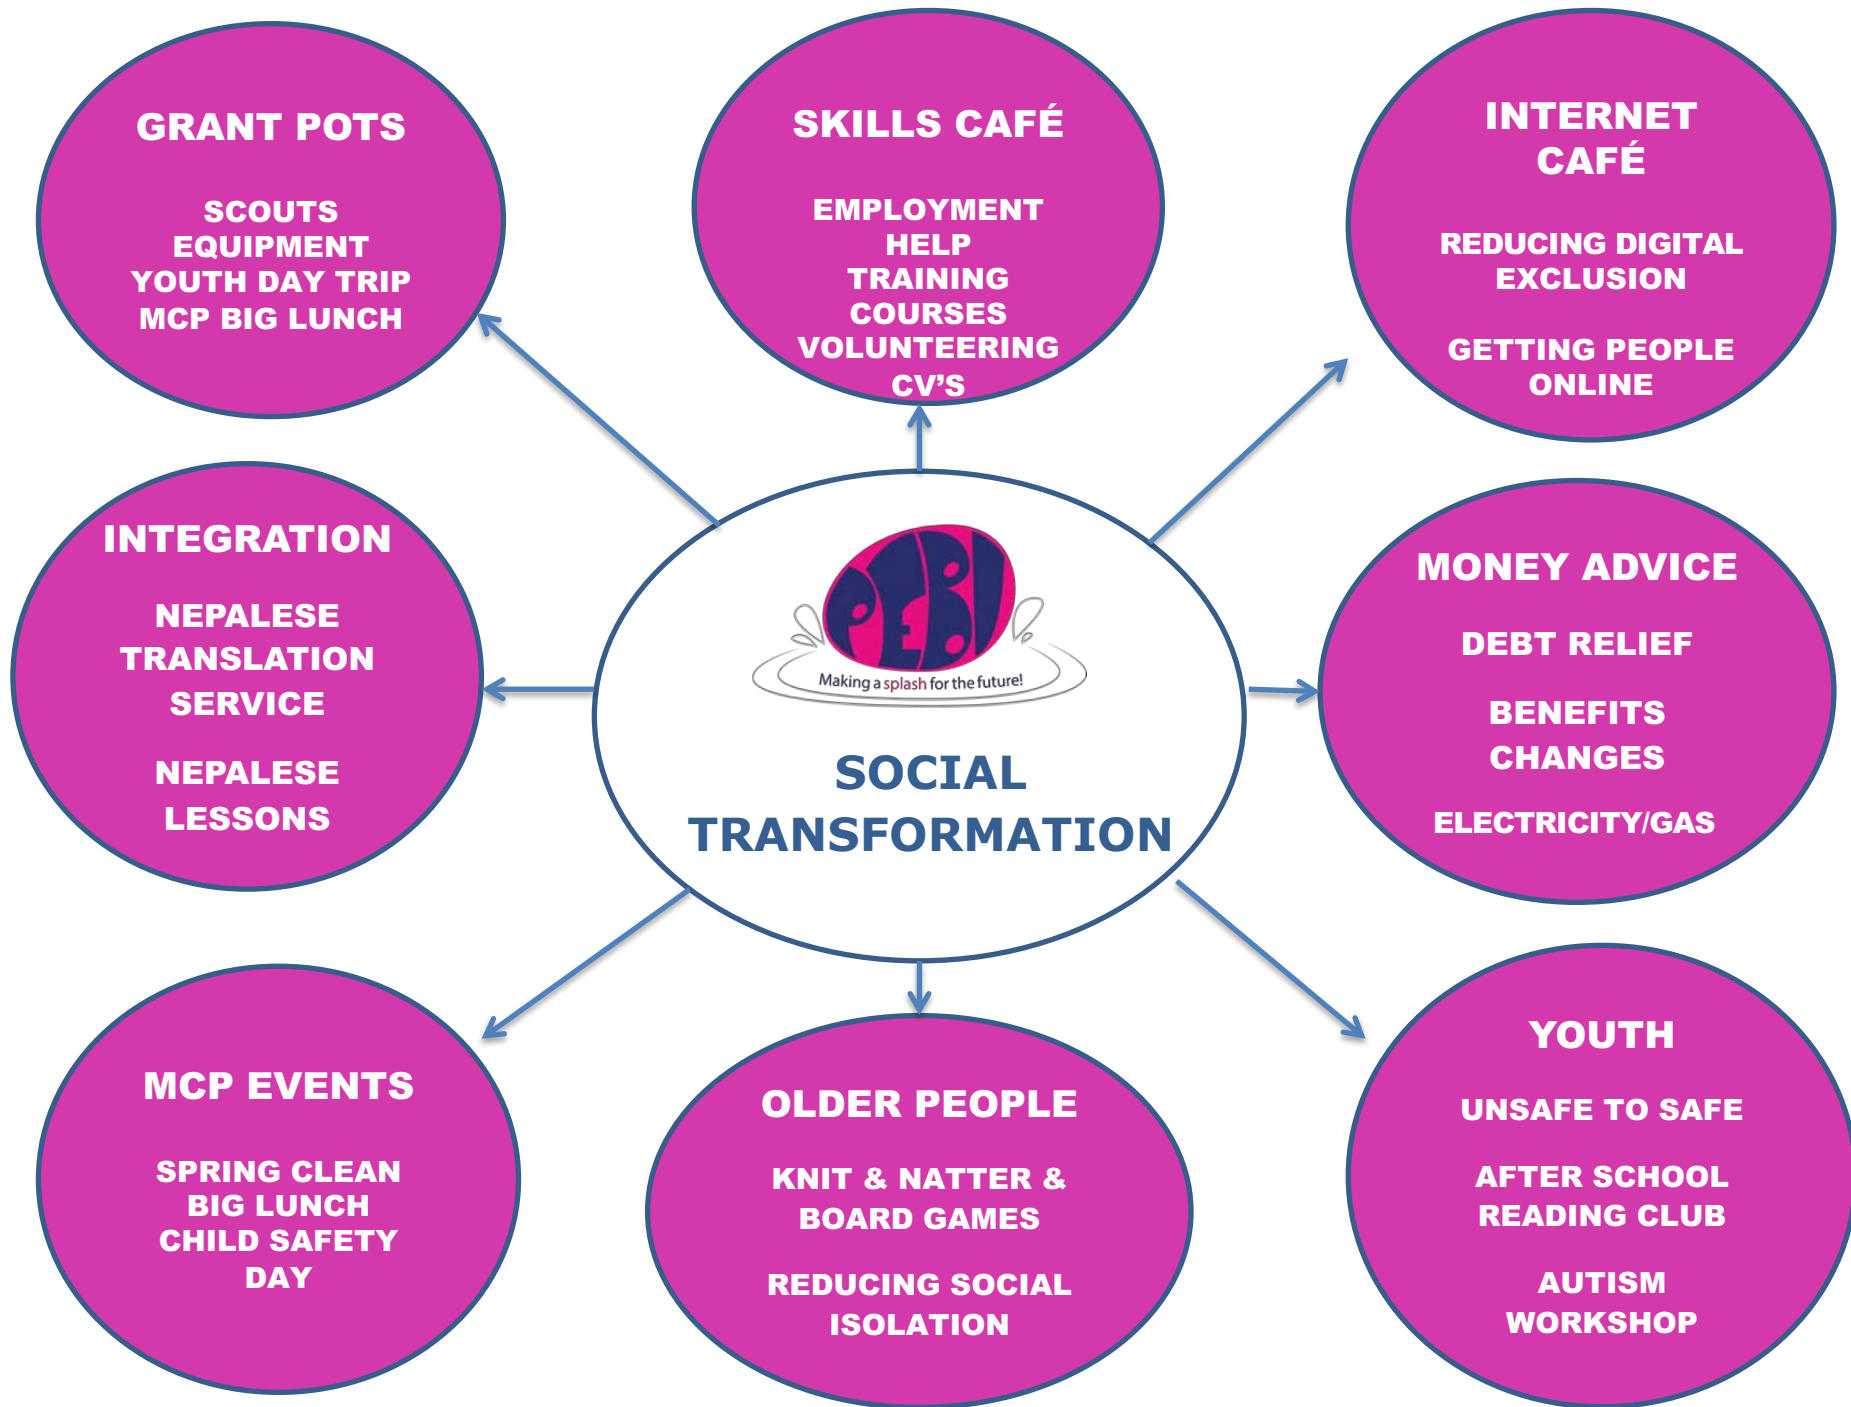 GRANT POTS
SCOUTS
EQUIPMENT
YOUTH DAY TRIP
MCP BIG LUNCH
SKILLS CAFÉ
EMPLOYMENT
HELP
TRAINING
COURSES
VOLUNTEERING
CV’S
INTERNET
CAFÉ
REDUCING DIGITAL
EXCLUSION
GETTING PEOPLE
ONLINE
INTEGRATION
NEPALESE
TRANSLATION
SERVICE
NEPALESE
LESSONS
PEBL
Making a splash for the future!
SOCIAL
TRANSFORMATION
MONEY ADVICE
DEBT RELIEF
BENEFITS
CHANGES
ELECTRICITY/GAS
MCP EVENTS
SPRING CLEAN
BIG LUNCH
CHILD SAFETY
DAY
OLDER PEOPLE
KNIT & NATTER &
BOARD GAMES
REDUCING SOCIAL
ISOLATION
YOUTH
UNSAFE TO SAFE
AFTER SCHOOL
READING CLUB
AUTISM
WORKSHOP